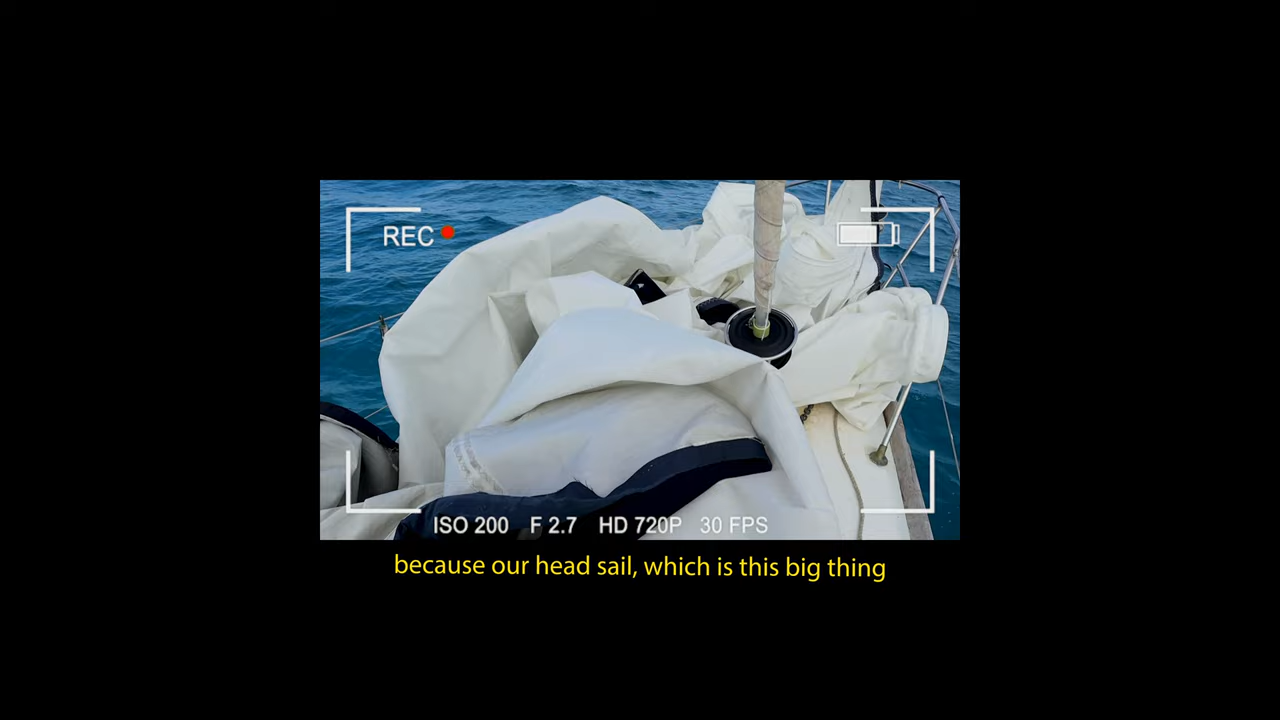 REC
ISO 200 F 2.7 HD 720P 30 FPS
because our head sail, which is this big thing